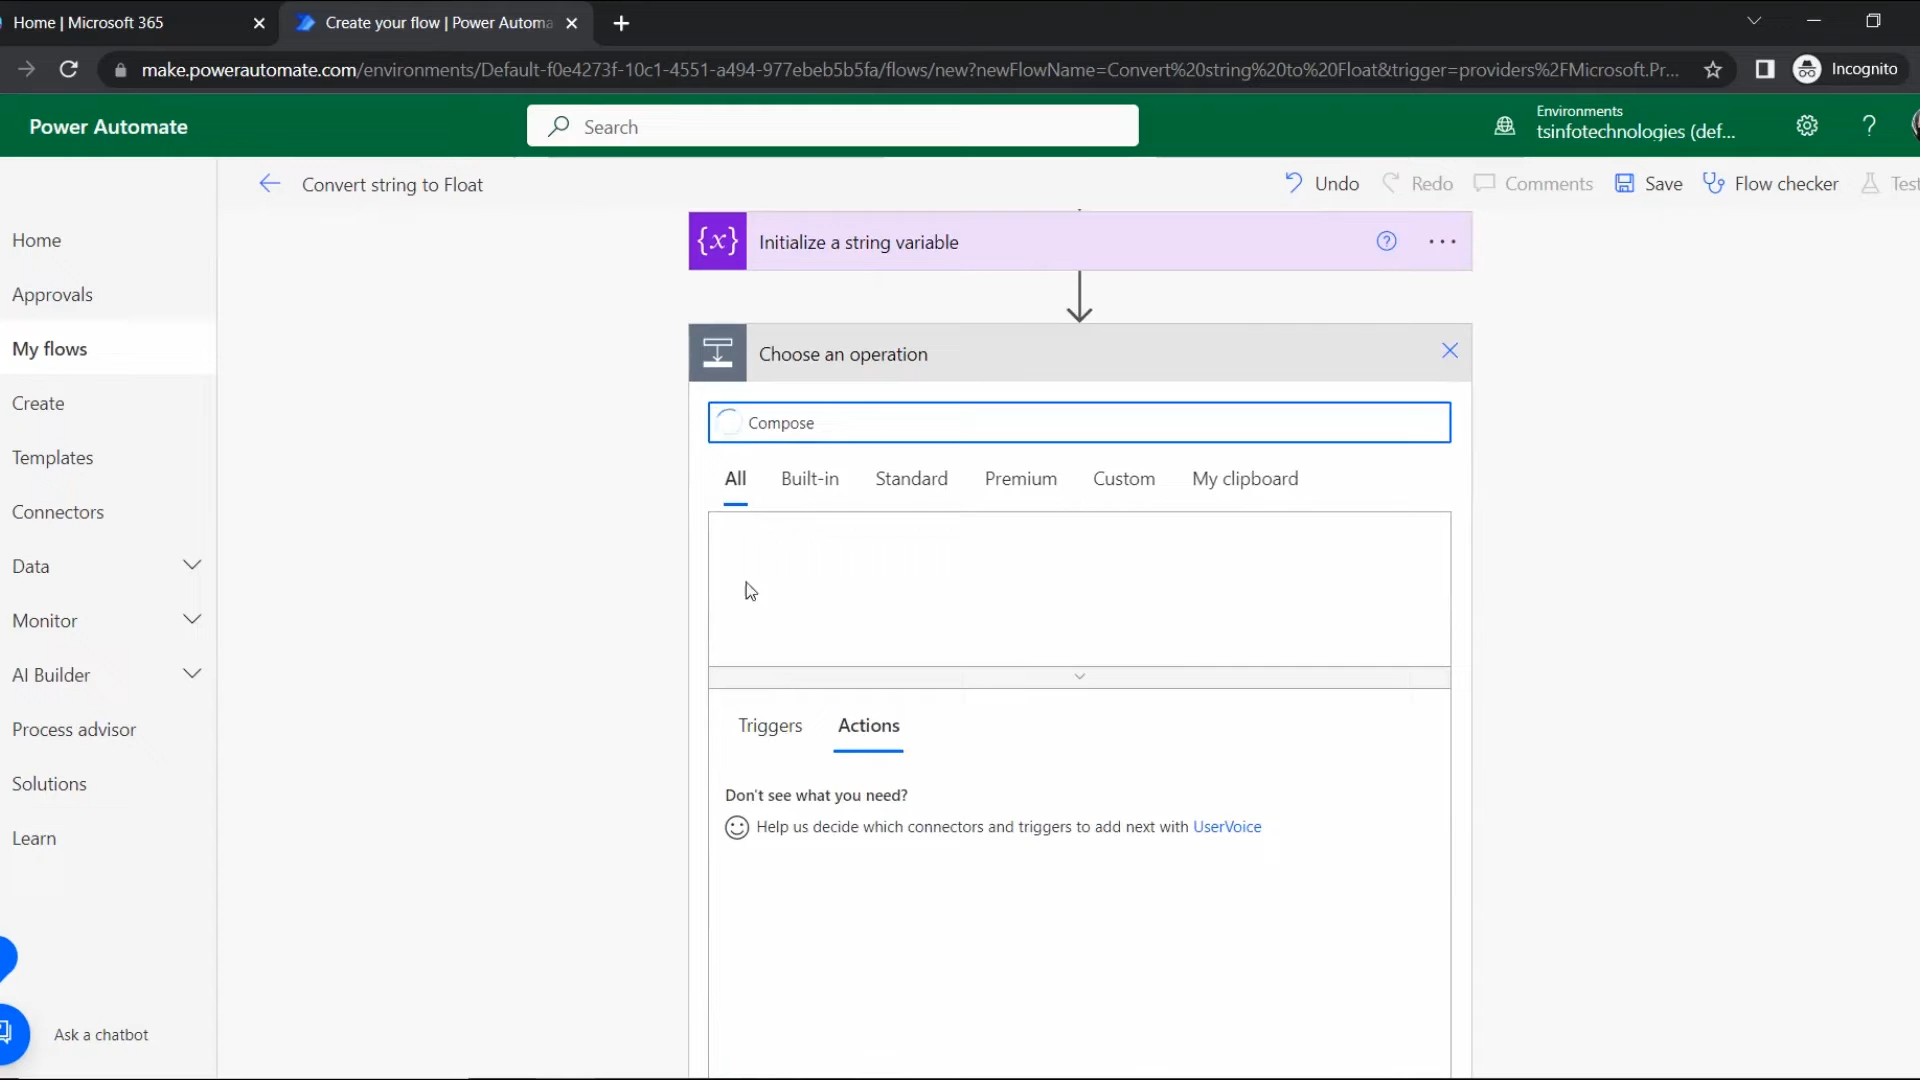 Home | Microsoft 365
Create your flow | Power Automa
make.powerautomate.com/environments/Default-f0e4273f-10c1-4551-a494-977ebeb5b5fa/flows/new?newFlowName=Convert%20string%20to%20Float&trigger=providers%2FMicrosoft.Pr...
Incognito
Power Automate
Search
Environments
tsinfotechnologies (def...
Convert string to Float
Undo
Redo
Comments
Save
Flow checker
Test
Home
Approvals
My flows
Create
Templates
Connectors
Data
Monitor
AI Builder
Process advisor
Solutions
Learn
Ask a chatbot
{x} Initialize a string variable
Choose an operation
Compose
All Built-in Standard Premium Custom My clipboard
Triggers Actions
Don't see what you need?
Help us decide which connectors and triggers to add next with UserVoice